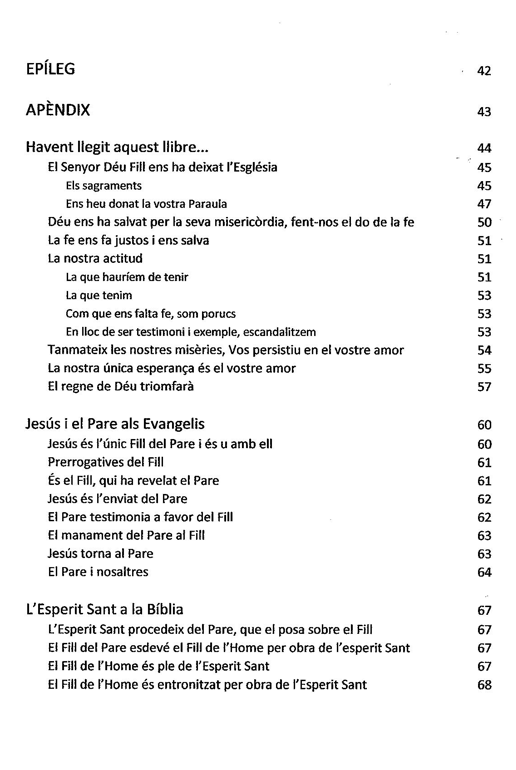 EPÍLEG 42
APÈNDIX 43
Havent llegit aquest llibre... 44
El Senyor Déu Fill ens ha deixat l'Església 45
Els sagraments 45
Ens heu donat la vostra Paraula 47
Déu ens ha salvat per la seva misericòrdia, fent-nos el do de la fe 50
La fe ens fa justos i ens salva 51
La nostra actitud 51
La que hauríem de tenir 51
La que tenim 53
Com que ens falta fe, som porucs 53
En lloc de ser testimoni i exemple, escandalitzem 53
Tanmateix les nostres misèries, Vos persistiu en el vostre amor 54
La nostra única esperança és el vostre amor 55
El regne de Déu triomfarà 57
Jesús i el Pare als Evangelis 60
Jesús és l'únic Fill del Pare i és u amb ell 60
Prerrogatives del Fill 61
És el Fill, qui ha revelat el Pare 61
Jesús és l'enviat del Pare 62
El Pare testimonia a favor del Fill 62
El manament del Pare al Fill 63
Jesús torna al Pare 63
El Pare i nosaltres 64
L'Esperit Sant a la Bíblia 67
L'Esperit Sant procedeix del Pare, que el posa sobre el Fill 67
El Fill del Pare esdevé el Fill de l'Home per obra de l'esperit Sant 67
El Fill de l'Home és ple de l'Esperit Sant 67
El Fill de l'Home és entronitzat per obra de l'Esperit Sant 68